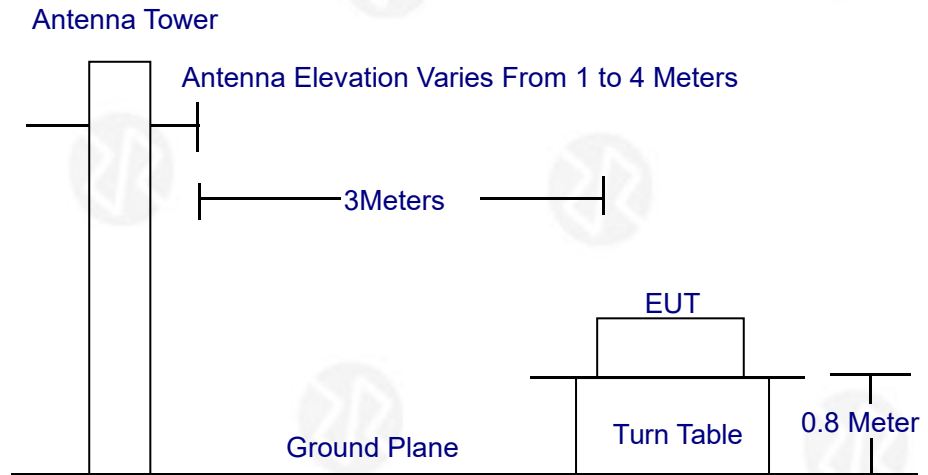 Antenna Tower
Antenna Elevation Varies From 1 to 4 Meters
3Meters
EUT
0.8 Meter
Turn Table
Ground Plane